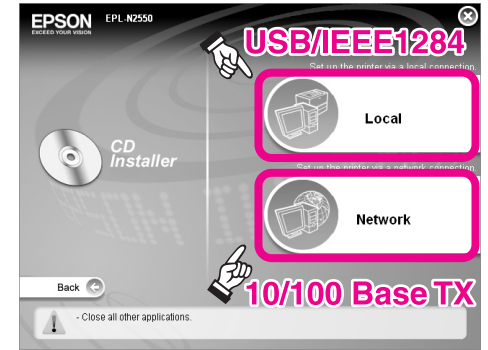 EPSON
EXCEED YOUR VISION
EPL-N2550
USB/IEEE1284
Set up the printer via a local connection.
Local
CD
Installer
Set up the printer via a network connection.
Network
Back
10/100 Base TX
- Close all other applications.